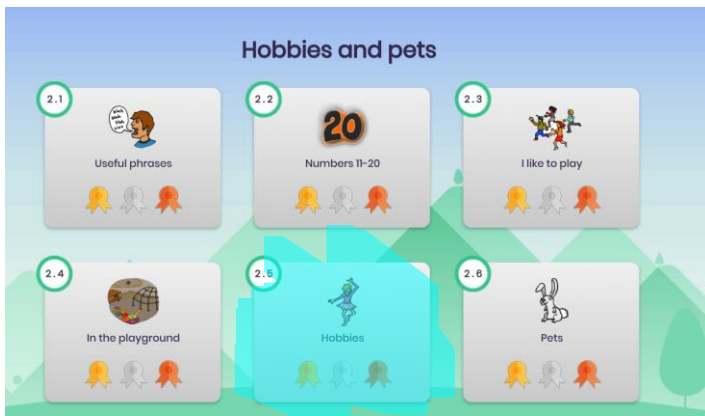 Hobbies and pets
2.1
Useful phrases
2.2
20
Numbers 11-20
2.3
I like to play
2.4
In the playground
2.5
Hobbies
2.6
Pets